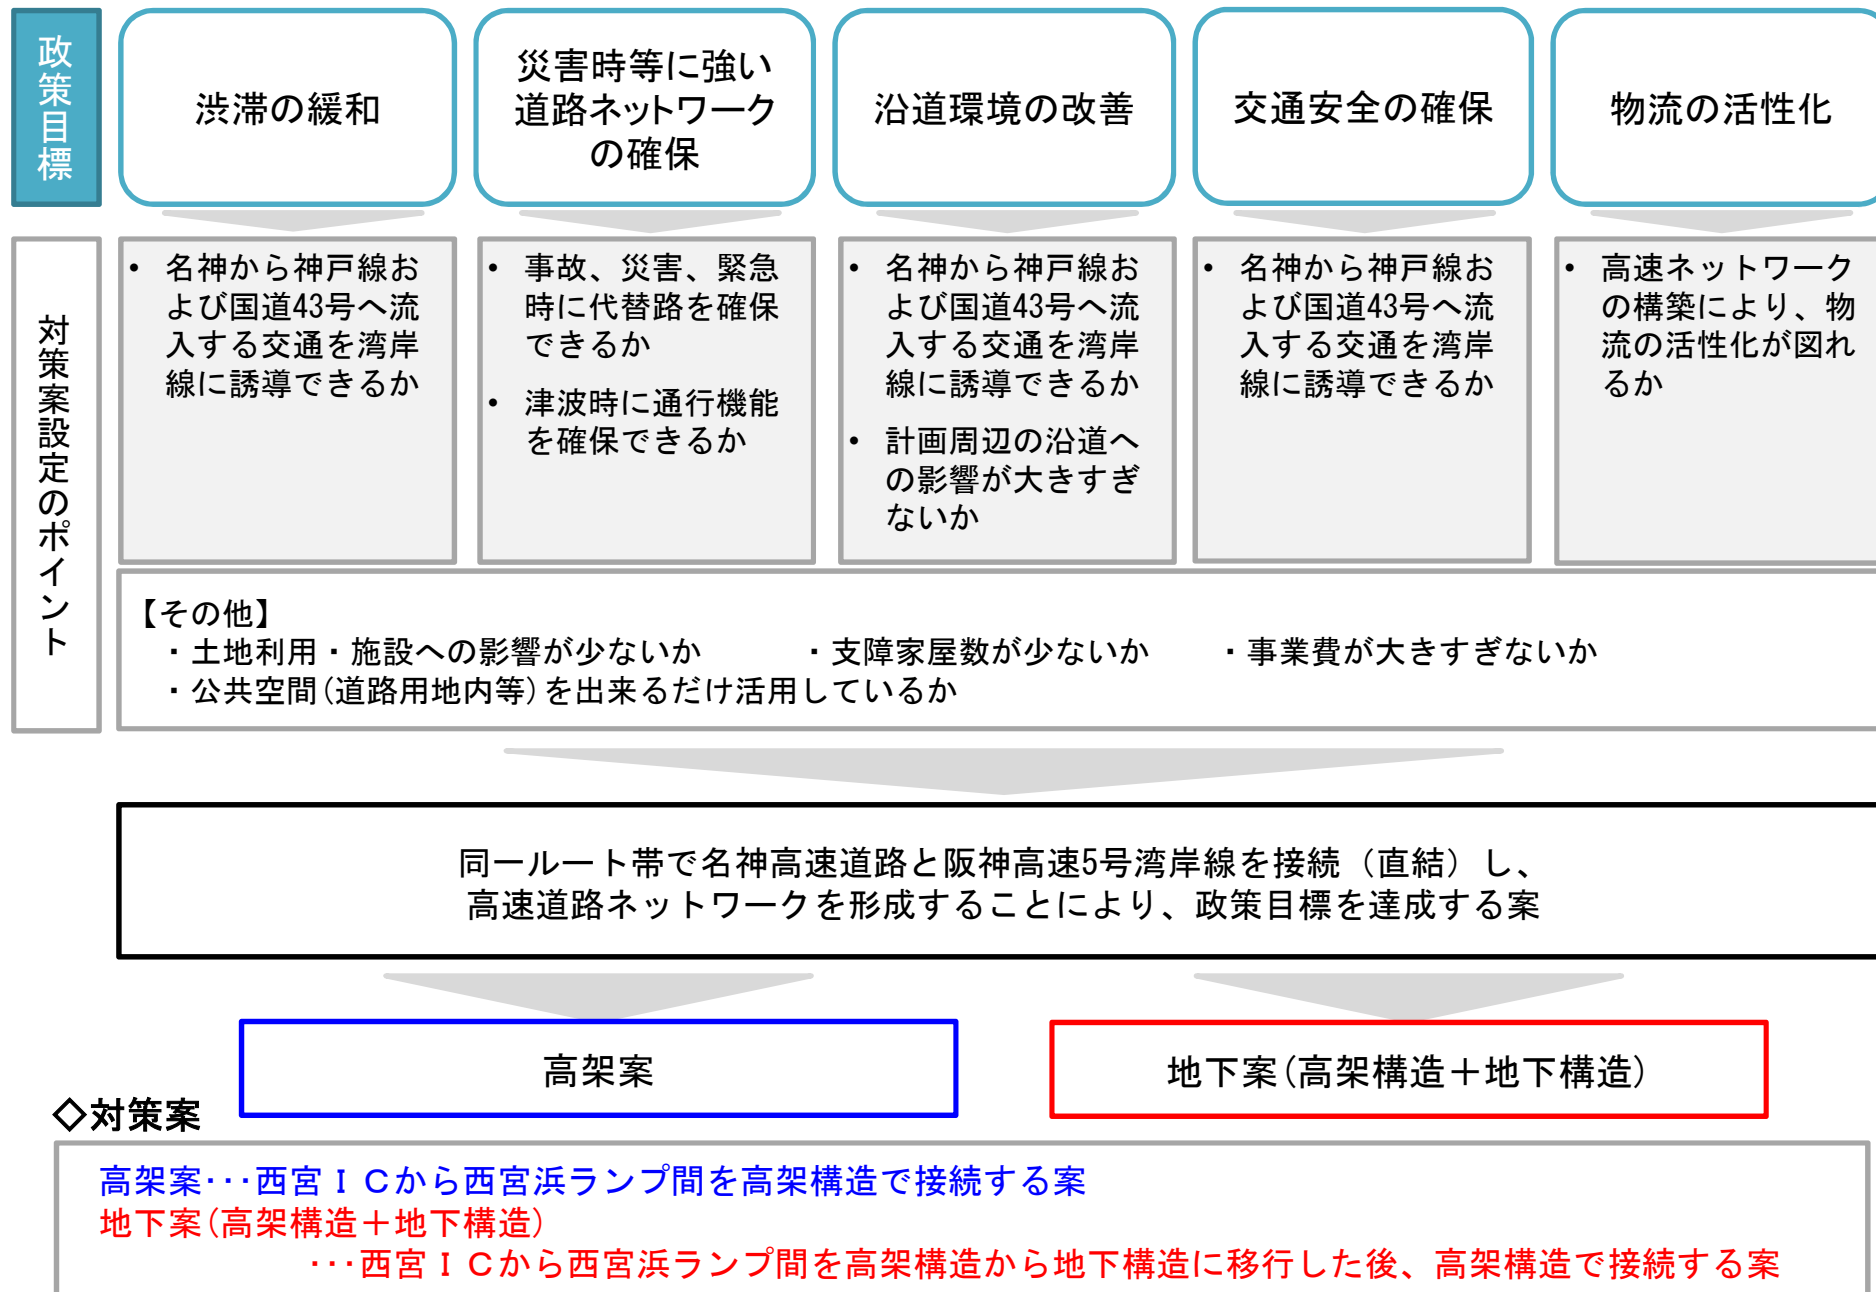 政策目標
渋滞の緩和
災害時等に強い
道路ネットワーク
の確保
沿道環境の改善
交通安全の確保
物流の活性化
対策案設定のポイント
• 名神から神戸線お
よび国道43号へ流
入する交通を湾岸
線に誘導できるか
• 事故、災害、緊急
時に代替路を確保
できるか
• 津波時に通行機能
を確保できるか
• 名神から神戸線お
よび国道43号へ流
入する交通を湾岸
線に誘導できるか
• 計画周辺の沿道へ
の影響が大きすぎ
ないか
• 名神から神戸線お
よび国道43号へ流
入する交通を湾岸
線に誘導できるか
• 高速ネットワーク
の構築により、物
流の活性化が図れ
るか
【その他】
・土地利用・施設への影響が少ないか ・支障家屋数が少ないか ・事業費が大きすぎないか
・公共空間(道路用地内等)を出来るだけ活用しているか
同一ルート帯で名神高速道路と阪神高速5号湾岸線を接続（直結）し、
高速道路ネットワークを形成することにより、政策目標を達成する案
高架案
地下案(高架構造＋地下構造)
◇対策案
高架案･･･西宮ＩＣから西宮浜ランプ間を高架構造で接続する案
地下案(高架構造＋地下構造)
･･･西宮ＩＣから西宮浜ランプ間を高架構造から地下構造に移行した後、高架構造で接続する案